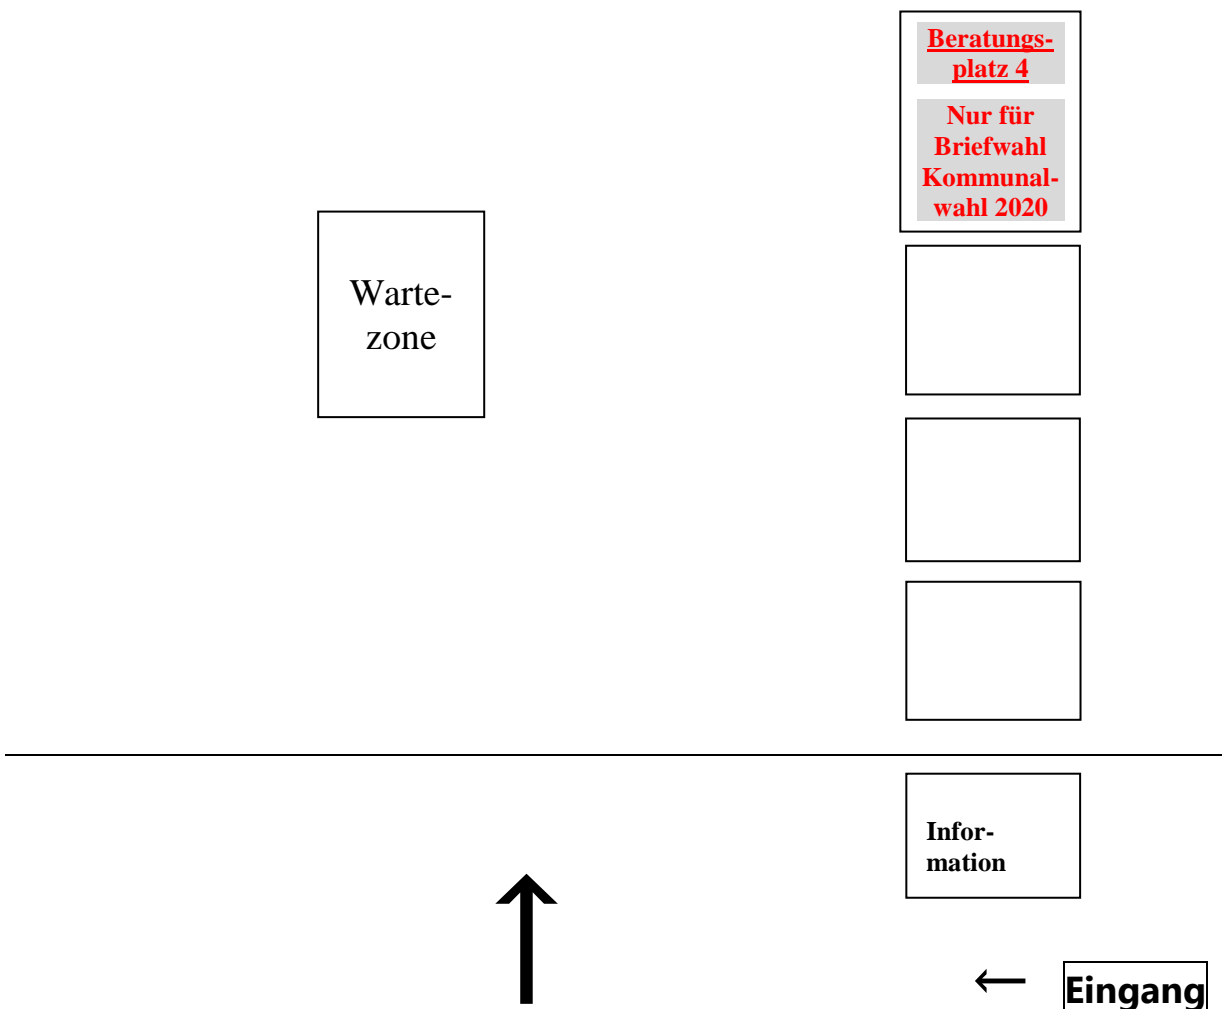 Beratungs-
platz 4
Nur für
Briefwahl
Kommunal-
wahl 2020
Warte-
zone
Infor-
mation
↑
← Eingang